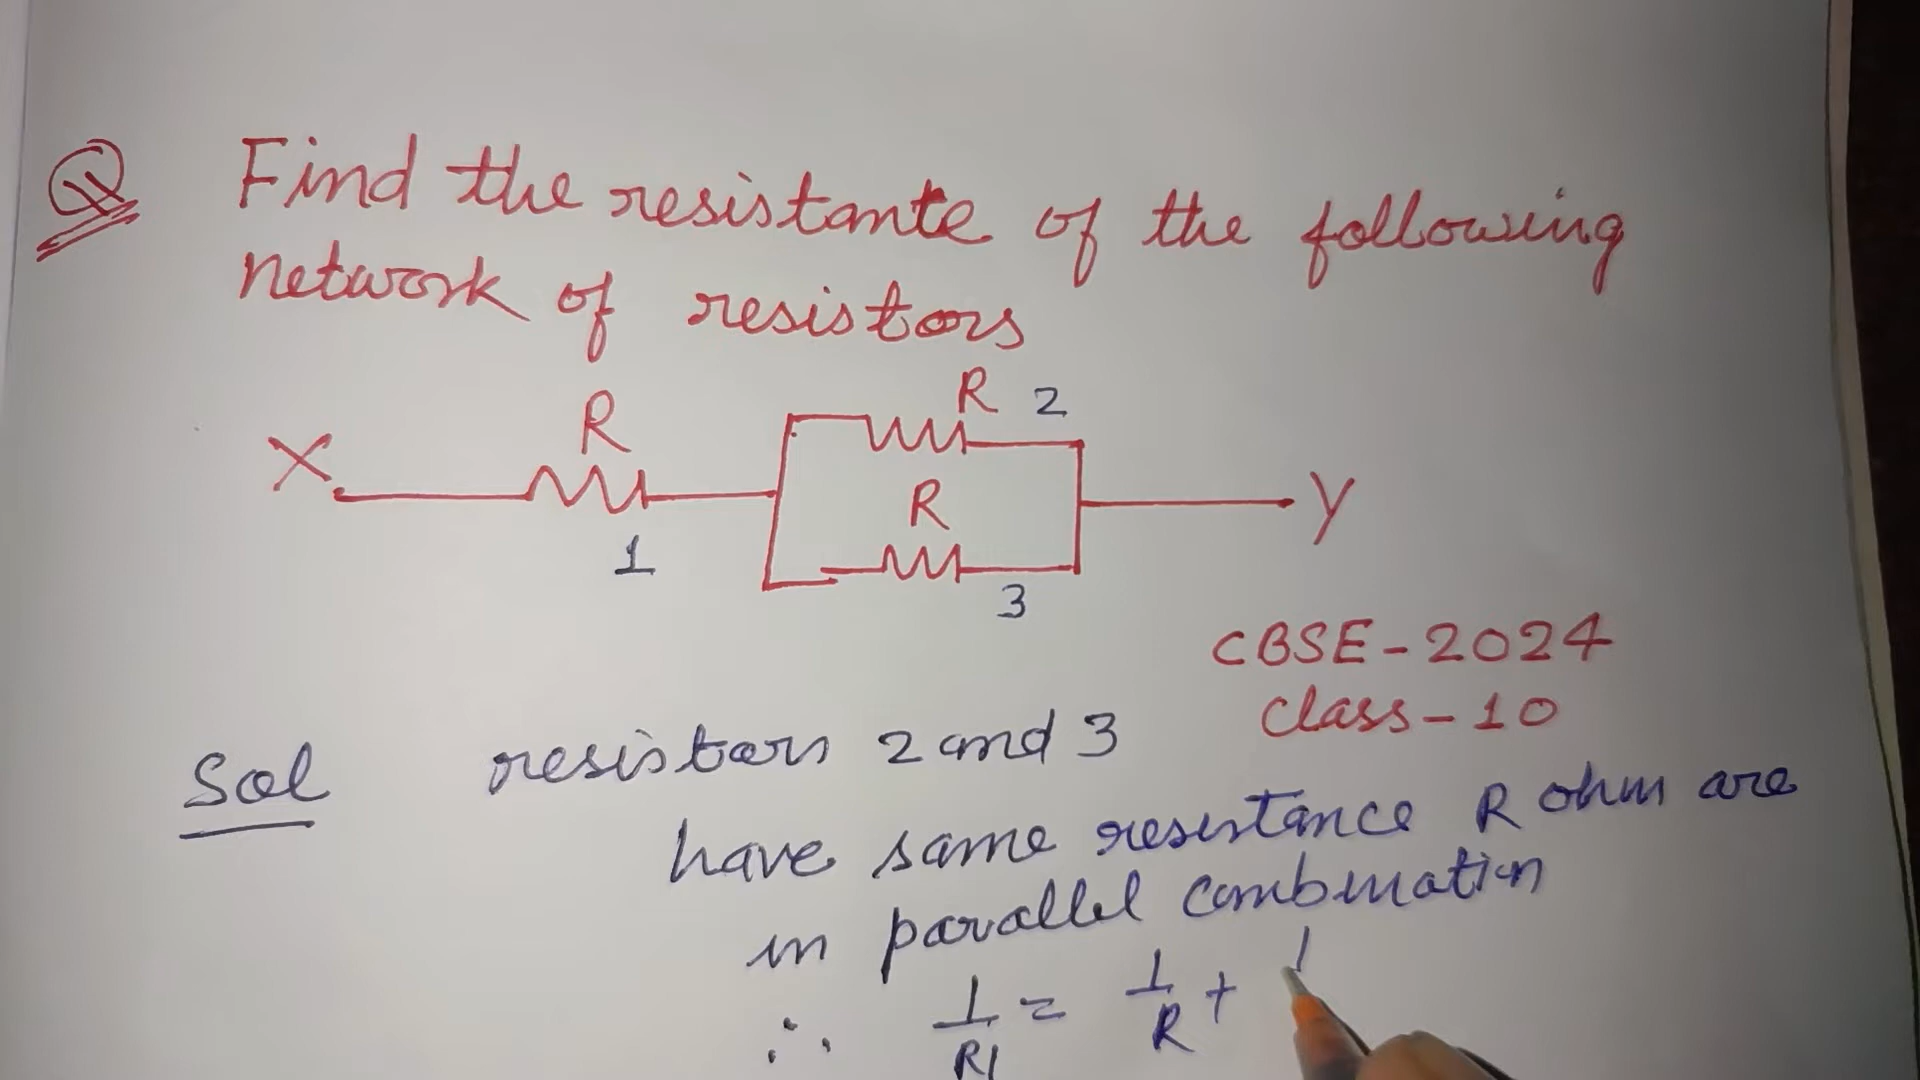 Q Find the resistante of the following
network of resistors
R 2
R
X
R
Y
1
3
CBSE-2024
class-10
Sol resistors 2 and 3
have same resistance R ohm are
in parallel combination
∴ 1/R1 = 1/R + 1